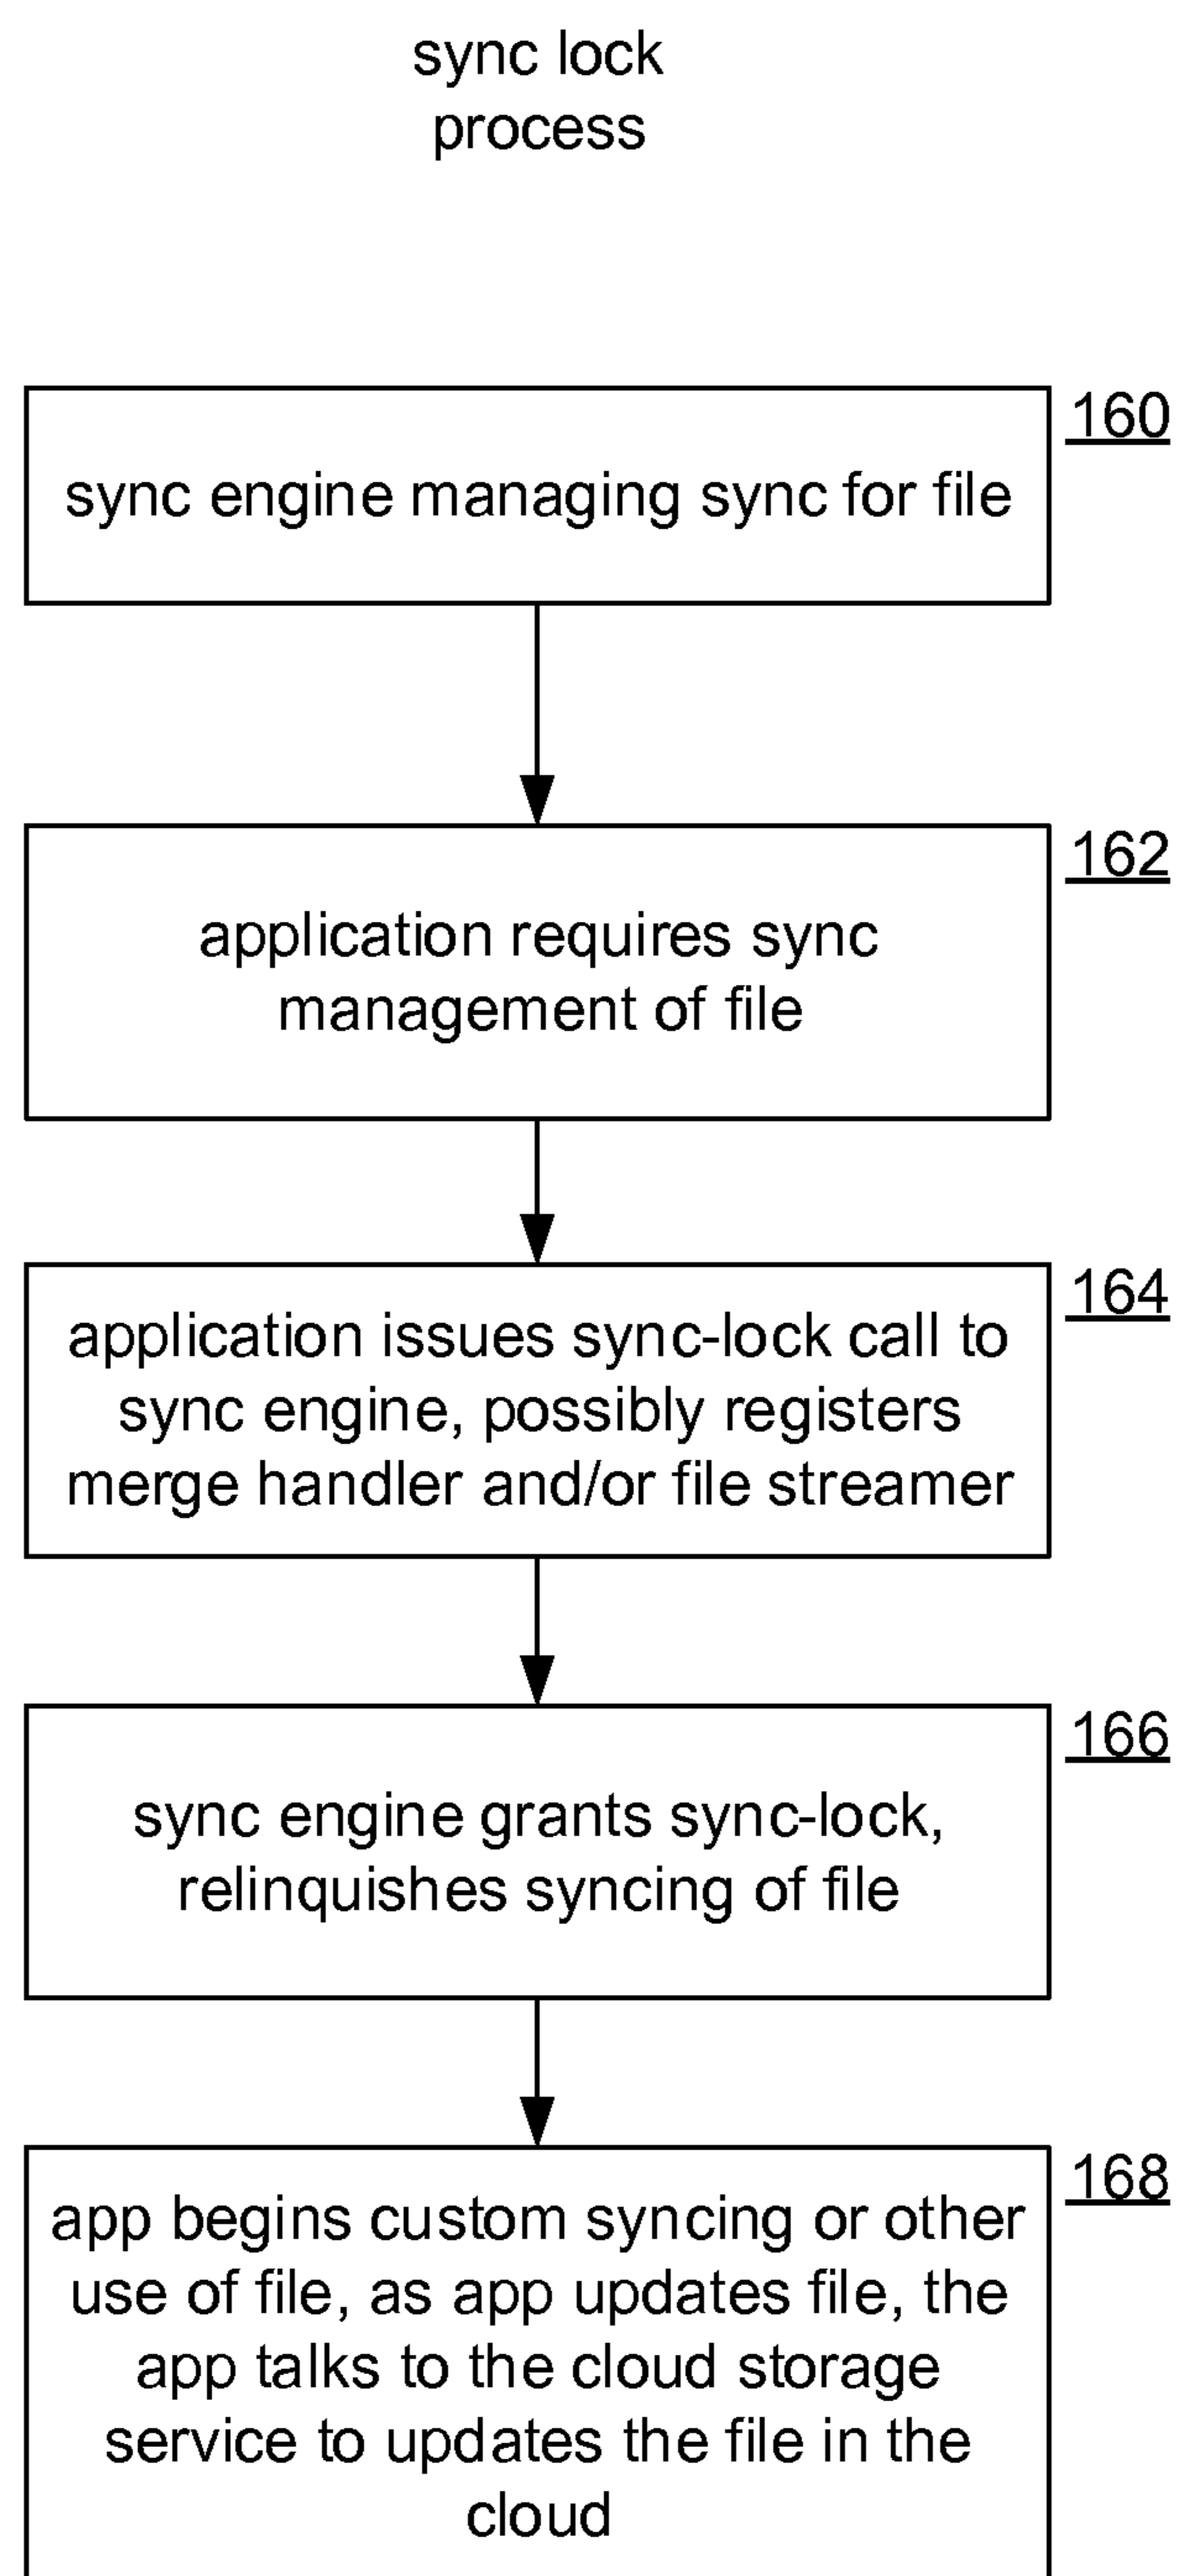 sync lock
process
160
sync engine managing sync for file
162
application requires sync
management of file
164
application issues sync-lock call to
sync engine, possibly registers
merge handler and/or file streamer
166
sync engine grants sync-lock,
relinquishes syncing of file
168
app begins custom syncing or other
use of file, as app updates file, the
app talks to the cloud storage
service to updates the file in the
cloud